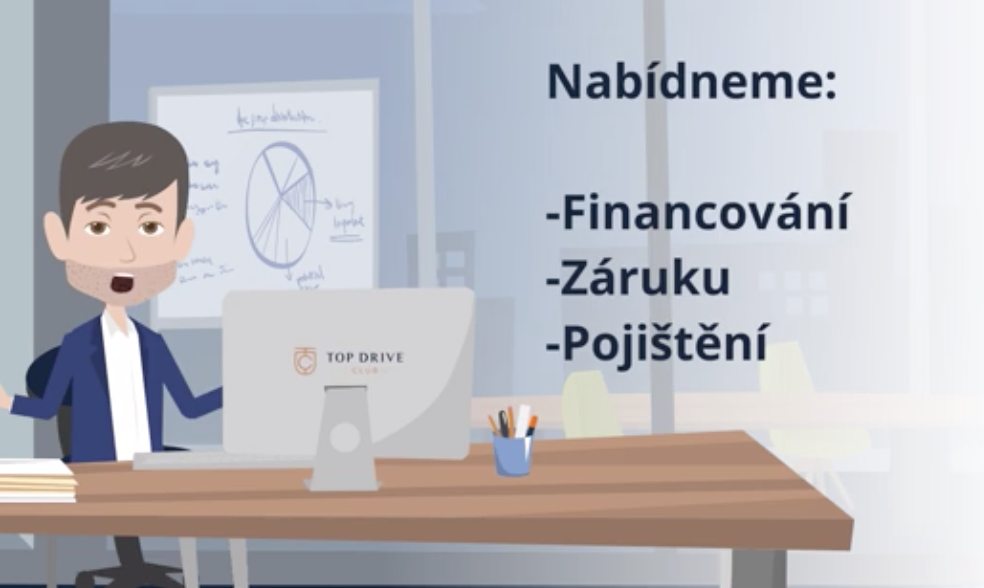 Nabídneme:
-Financování
-Záruku
-Pojištění
TOP DRIVE
CLUB